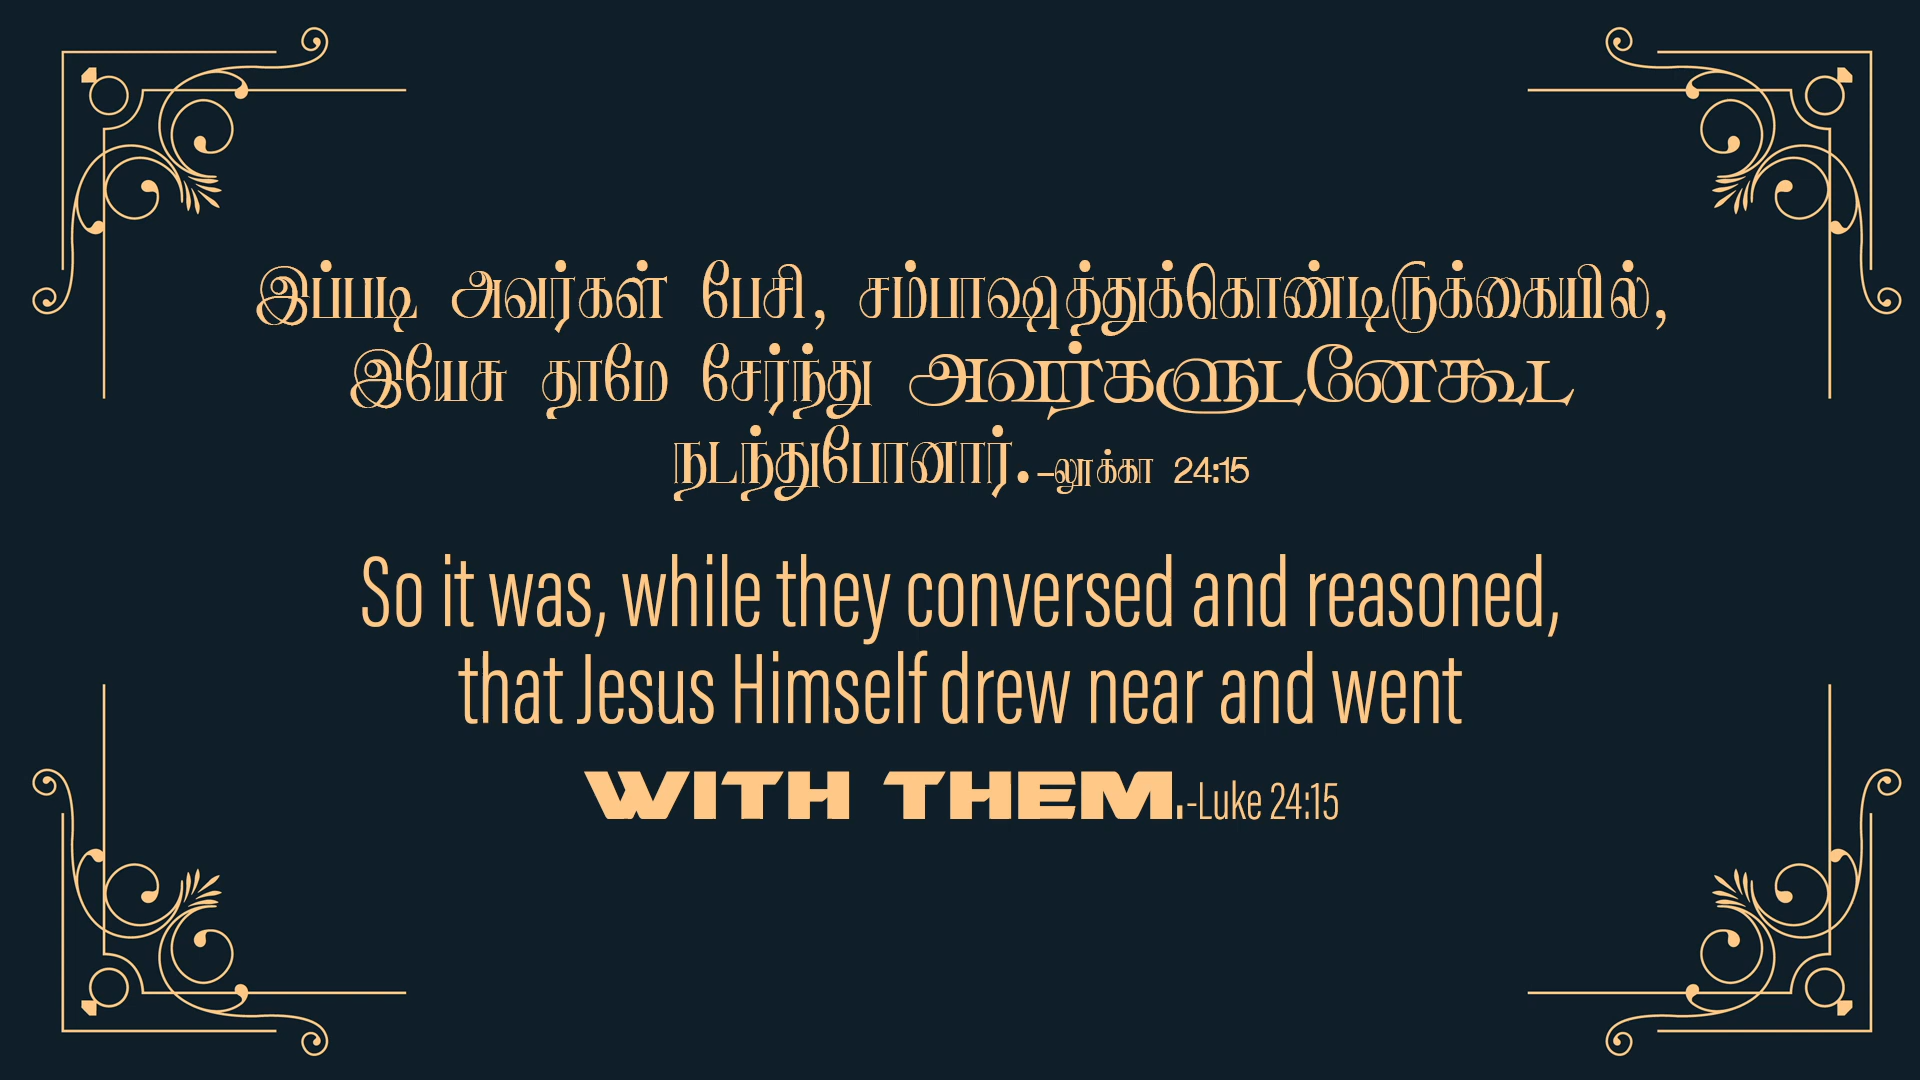 இப்படி அவர்கள் பேசி, சம்பாஷித்துக்கொண்டிருக்கையில்,
இயேசு தாமே சேர்ந்து அவர்களுடனேகூட
நடந்துபோனார்.-லூக்கா 24:15
So it was, while they conversed and reasoned,
that Jesus Himself drew near and went
WITH THEM.-Luke 24:15